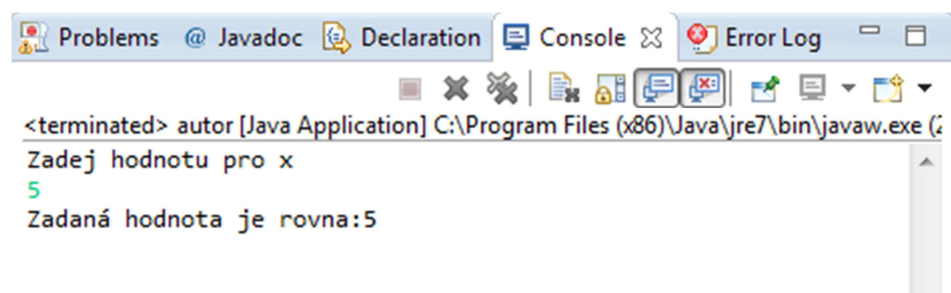 Problems @ Javadoc Declaration Console Error Log
<terminated> autor [Java Application] C:\Program Files (x86)\Java\jre7\bin\javaw.exe (
Zadej hodnotu pro x
5
Zadaná hodnota je rovna:5